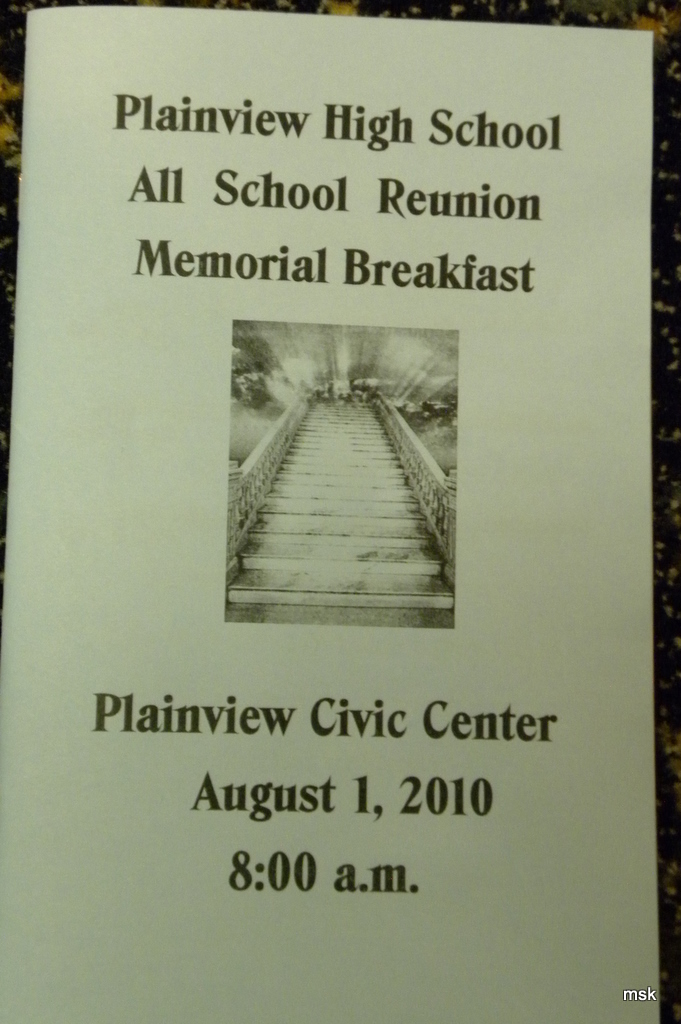 Plainview High School
All School Reunion
Memorial Breakfast
Plainview Civic Center
August 1, 2010
8:00 a.m.
msk